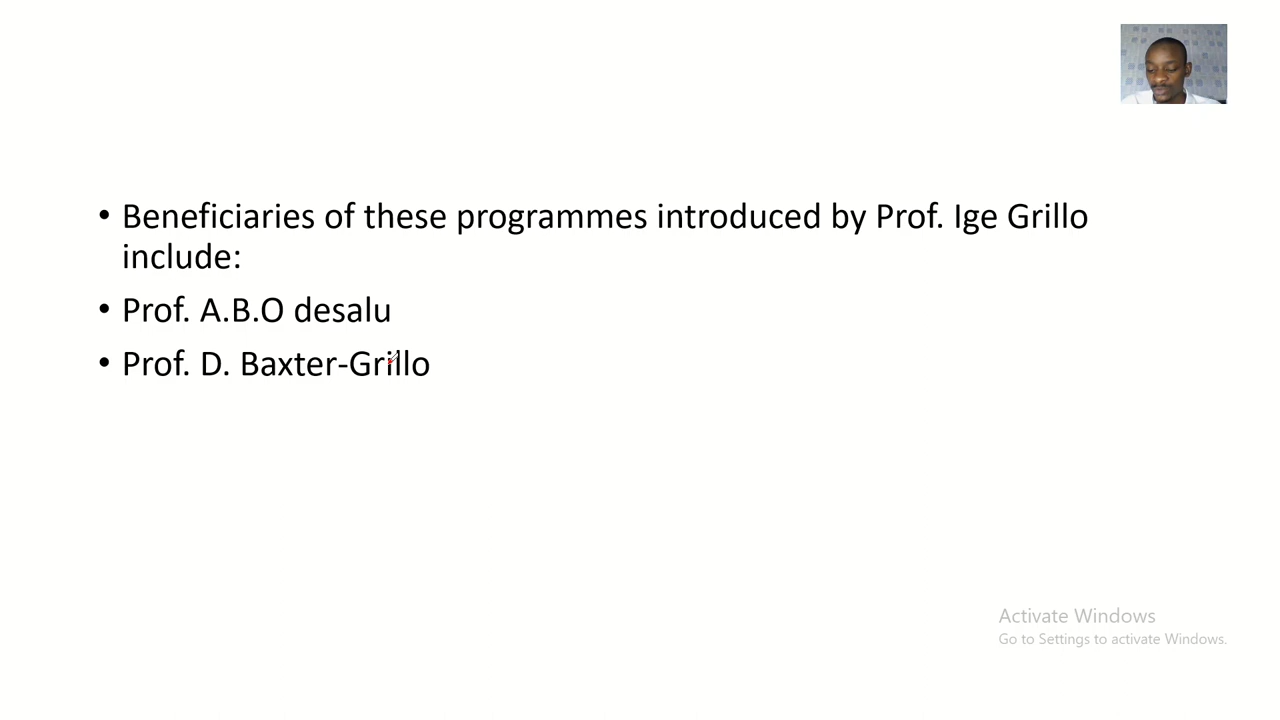 • Beneficiaries of these programmes introduced by Prof. Ige Grillo
include:
• Prof. A.B.O desalu
• Prof. D. Baxter-Grillo
Activate Windows
Go to Settings to activate Windows.